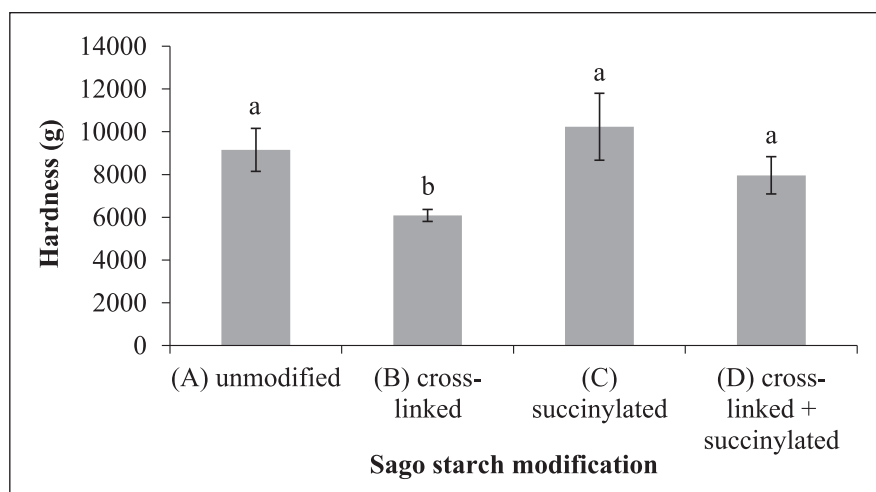 14000
12000
10000
8000
6000
4000
2000
0
Hardness (g)
a
b
a
a
(A) unmodified
(B) cross-
linked
(C)
succinylated
(D) cross-
linked +
succinylated
Sago starch modification